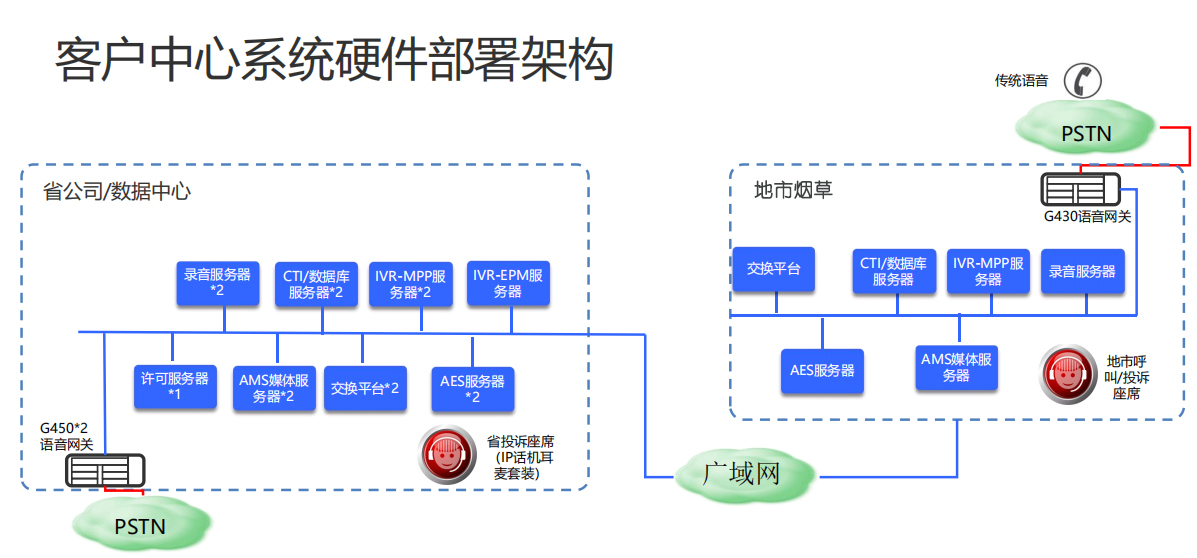 客户中心系统硬件部署架构
传统语音
PSTN
省公司/数据中心
地市烟草
G430语音网关
录音服务器
*2
CTI/数据库
服务器*2
IVR-MPP服
务器*2
IVR-EPM服
务器
交换平台
CTI/数据库
服务器
IVR-MPP服
务器
录音服务器
许可服务器
*1
AMS媒体服
务器*2
交换平台*2
AES服务器
*2
AES服务器
AMS媒体服
务器
地市呼
叫/投诉
座席
G450*2
语音网关
省投诉座席
(IP话机耳
麦套装)
广域网
PSTN